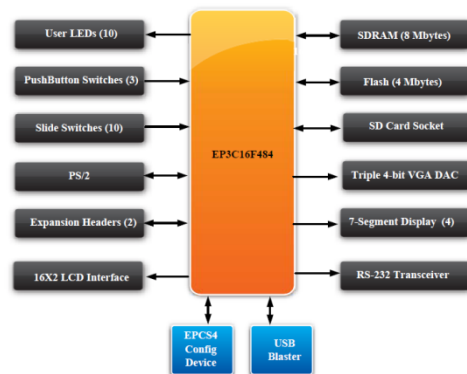 User LEDs (10)
PushButton Switches (3)
Slide Switches (10)
PS/2
Expansion Headers (2)
16X2 LCD Interface
EP3C16F484
SDRAM (8 Mbytes)
Flash (4 Mbytes)
SD Card Socket
Triple 4-bit VGA DAC
7-Segment Display (4)
RS-232 Transceiver
EPCS4
Config
Device
USB
Blaster